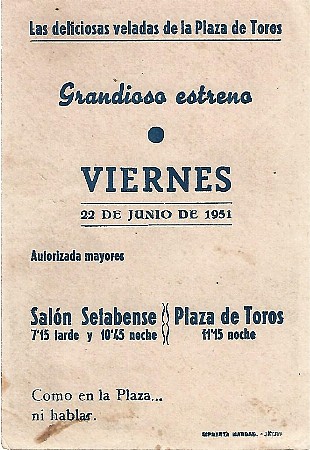 Las deliciosas veladas de la Plaza de Toros
Grandioso estreno
VIERNES
22 DE JUNIO DE 1951
Autorizada mayores
Salón Setabense
7'15 tarde y 10'45 noche
Plaza de Toros
11'15 noche
Como en la Plaza...
ni hablar.
IMPRENTA